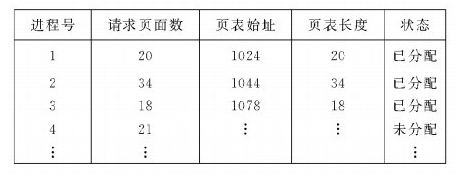 进程号 请求页面数 页表始址 页表长度 状态
1 20 1024 20 已分配
2 34 1044 34 已分配
3 18 1078 18 已分配
4 21 ⋮ ⋮ 未分配
⋮ ⋮ ⋮